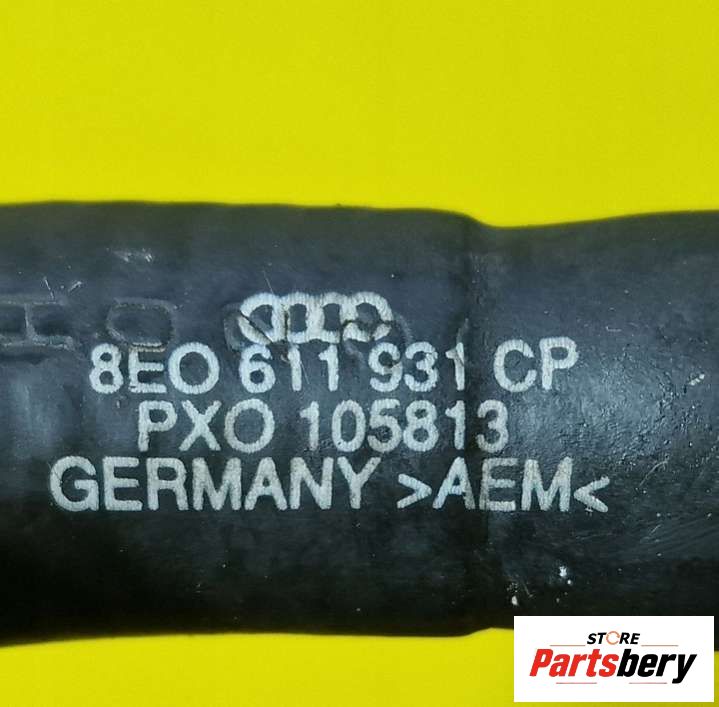 8E0 611 931 CP
PXO 105813
GERMANY >AEM<
STORE
Partsbery